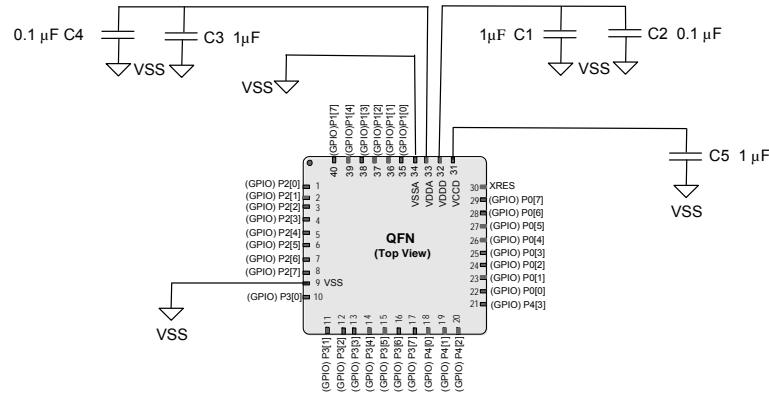 0.1 µF C4
C3 1µF
1µF C1
C2 0.1 µF
VSS
VSS
VSS
C5 1 µF
VSS
(GPIO)P1[7]
(GPIO)P1[4]
(GPIO)P1[3]
(GPIO)P1[2]
(GPIO)P1[1]
(GPIO)P1[0]
40
39
38
37
36
35
34
33
32
31
VSSA
VDDA
VDDD
VCCD
(GPIO) P2[0] 1
(GPIO) P2[1] 2
(GPIO) P2[2] 3
(GPIO) P2[3] 4
(GPIO) P2[4] 5
(GPIO) P2[5] 6
(GPIO) P2[6] 7
(GPIO) P2[7] 8
9 VSS
(GPIO) P3[0] 10
VSS
QFN
(Top View)
30 XRES
29 (GPIO) P0[7]
28 (GPIO) P0[6]
27 (GPIO) P0[5]
26 (GPIO) P0[4]
25 (GPIO) P0[3]
24 (GPIO) P0[2]
23 (GPIO) P0[1]
22 (GPIO) P0[0]
21 (GPIO) P4[3]
11
12
13
14
15
16
17
18
19
20
(GPIO) P3[1]
(GPIO) P3[2]
(GPIO) P3[3]
(GPIO) P3[4]
(GPIO) P3[5]
(GPIO) P3[6]
(GPIO) P3[7]
(GPIO) P4[0]
(GPIO) P4[1]
(GPIO) P4[2]